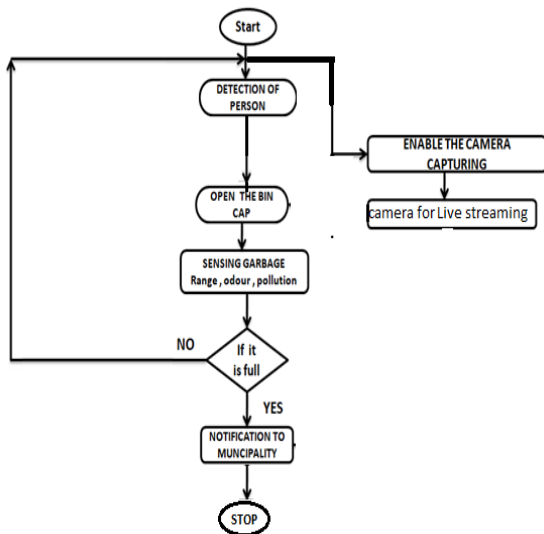 Start
DETECTION OF
PERSON
ENABLE THE CAMERA
CAPTURING
OPEN THE BIN
CAP
camera for Live streaming
SENSING GARBAGE
Range , odour , pollution
NO
If it
is full
YES
NOTIFICATION TO
MUNCIPALITY
STOP